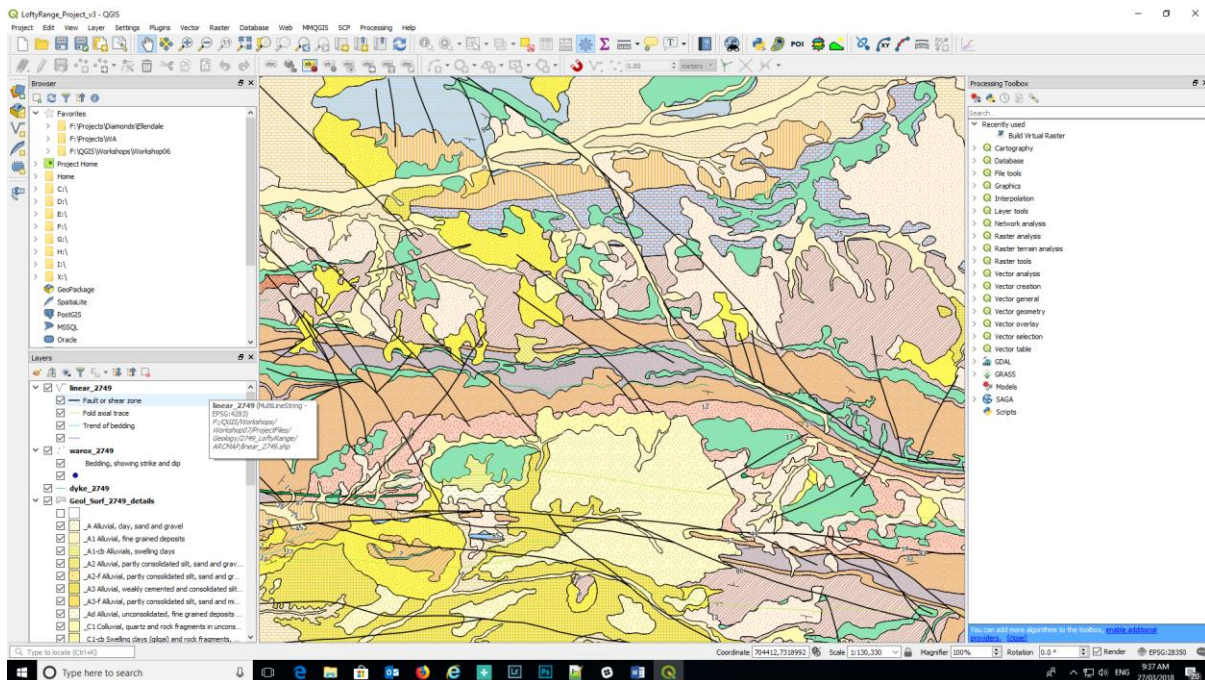 LoftyRange_Project_v3 - QGIS
Project Edit View Layer Settings Plugins Vector Raster Database Web MMQGIS SCP Processing Help
POI
0.00 meters
Browser
Favorites
F:\Projects\Diamonds\Ellendale
F:\Projects\WA
F:\QGIS\Workshops\Workshop06
Project Home
Home
C:\
D:\
E:\
F:\
G:\
H:\
I:\
X:\
GeoPackage
SpatiaLite
PostGIS
MSSQL
Oracle
Layers
linear_2749
Fault or shear zone
Fold axial trace
Trend of bedding
warox_2749
Bedding, showing strike and dip
dyke_2749
Geol_Surf_2749_details
_A Alluvial, clay, sand and gravel
_A1 Alluvial, fine grained deposits
_A1-cb Alluvials, swelling clays
_A2 Alluvial, partly consolidated silt, sand and grav...
_A2-f Alluvial, partly consolidated silt, sand and gr...
_A3 Alluvial, weakly cemented and consolidated silt...
_A3-f Alluvial, partly consolidated silt, sand and mi...
_Ad Alluvial, unconsolidated, fine grained deposits ...
_C1 Colluvial, quartz and rock fragments in uncons...
_C1-cb Swelling clays (gilgai) and rock fragments, ...
linear_2749 (MultiLineString -
EPSG:4283)
F:/QGIS/Workshops/
Workshop07/ProjectFiles/
Geology/2749_LoftyRange/
ARCMAP/linear_2749.shp
25
12
17
Processing Toolbox
Search...
Recently used
Build Virtual Raster
Cartography
Database
File tools
Graphics
Interpolation
Layer tools
Network analysis
Raster analysis
Raster terrain analysis
Raster tools
Vector analysis
Vector creation
Vector general
Vector geometry
Vector overlay
Vector selection
Vector table
GDAL
GRASS
Models
SAGA
Scripts
You can add more algorithms to the toolbox, enable additional
providers. [close]
Type to locate (Ctrl+K)
Coordinate 704412,7318992 Scale 1:130,330 Magnifier 100% Rotation 0.0 ° Render EPSG:28350
Type here to search
Lr Ps
ENG 9:37 AM
27/03/2018 20